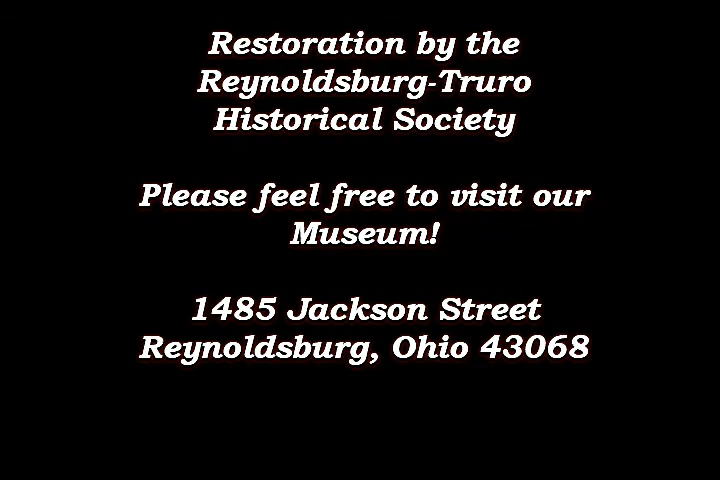 Restoration by the
Reynoldsburg-Truro
Historical Society
Please feel free to visit our
Museum!
1485 Jackson Street
Reynoldsburg, Ohio 43068